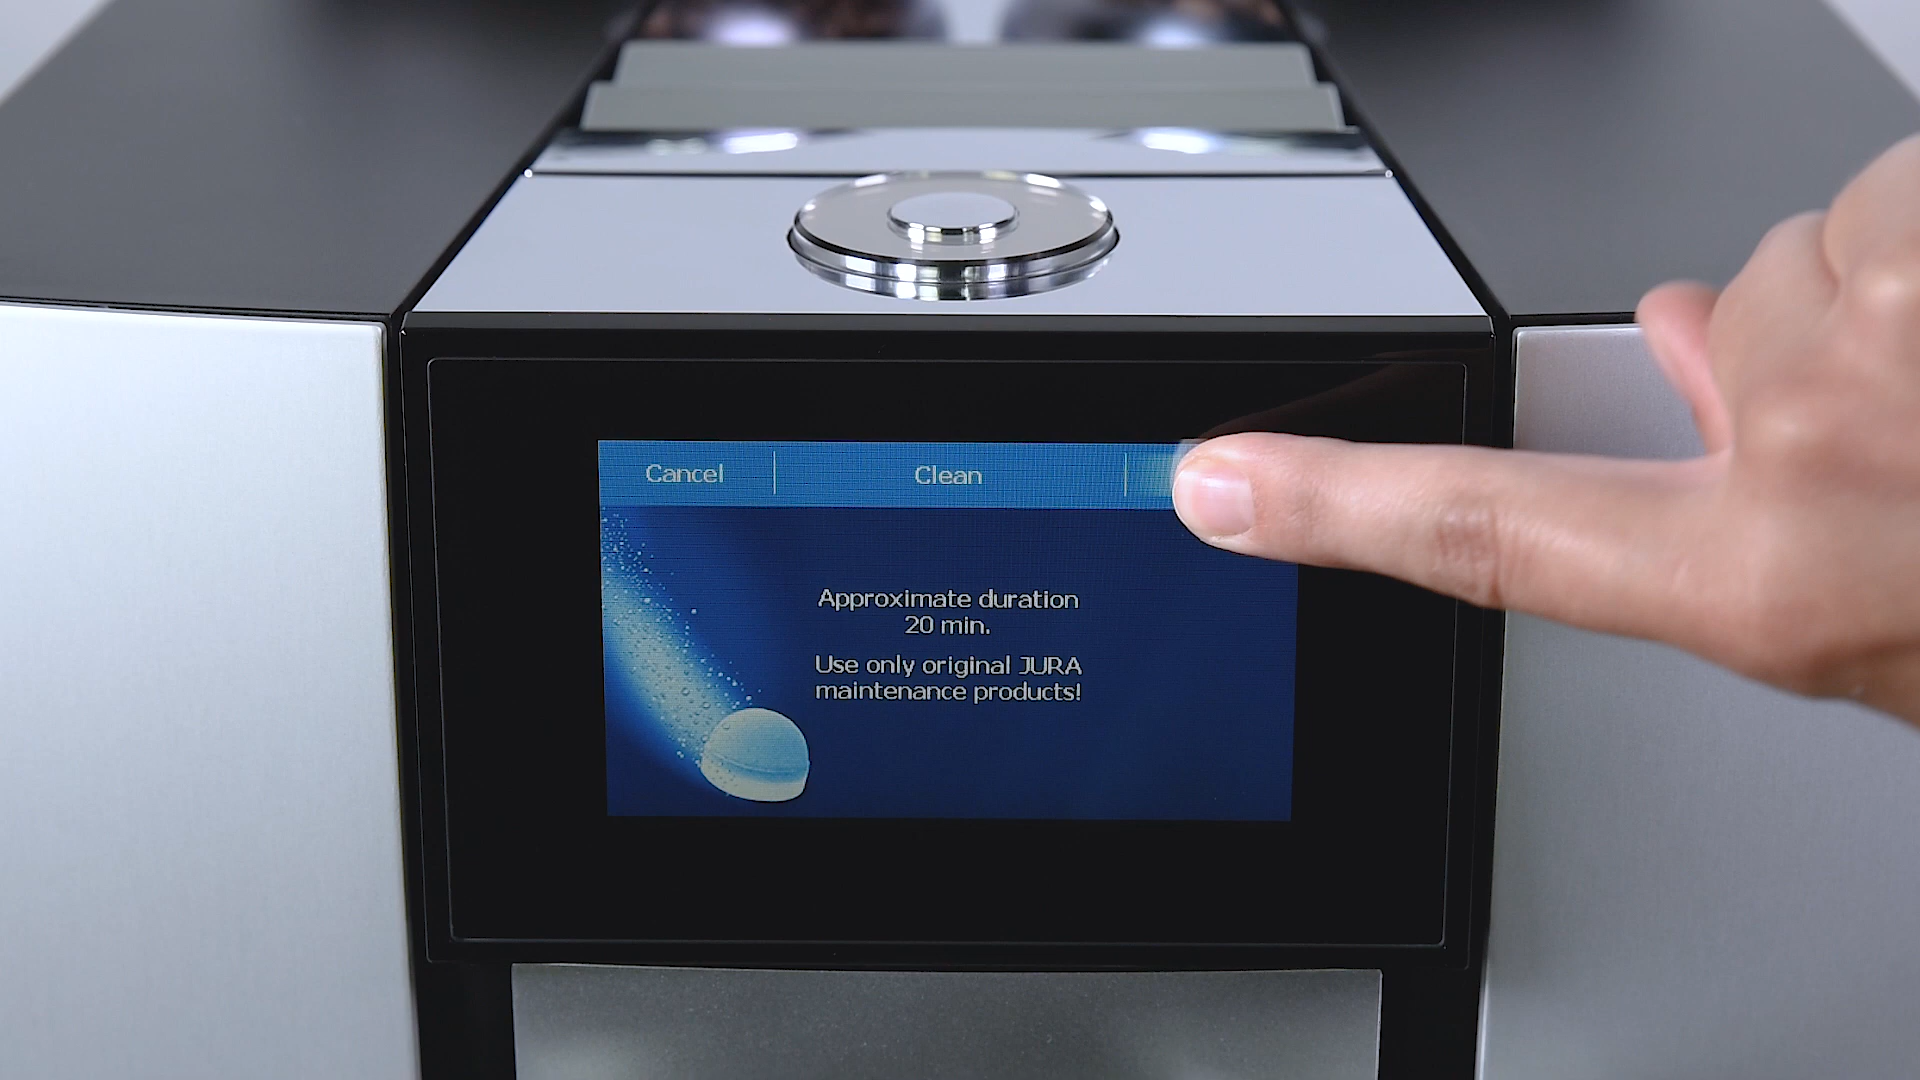 Cancel
Clean
Approximate duration
20 min.
Use only original JURA
maintenance products!